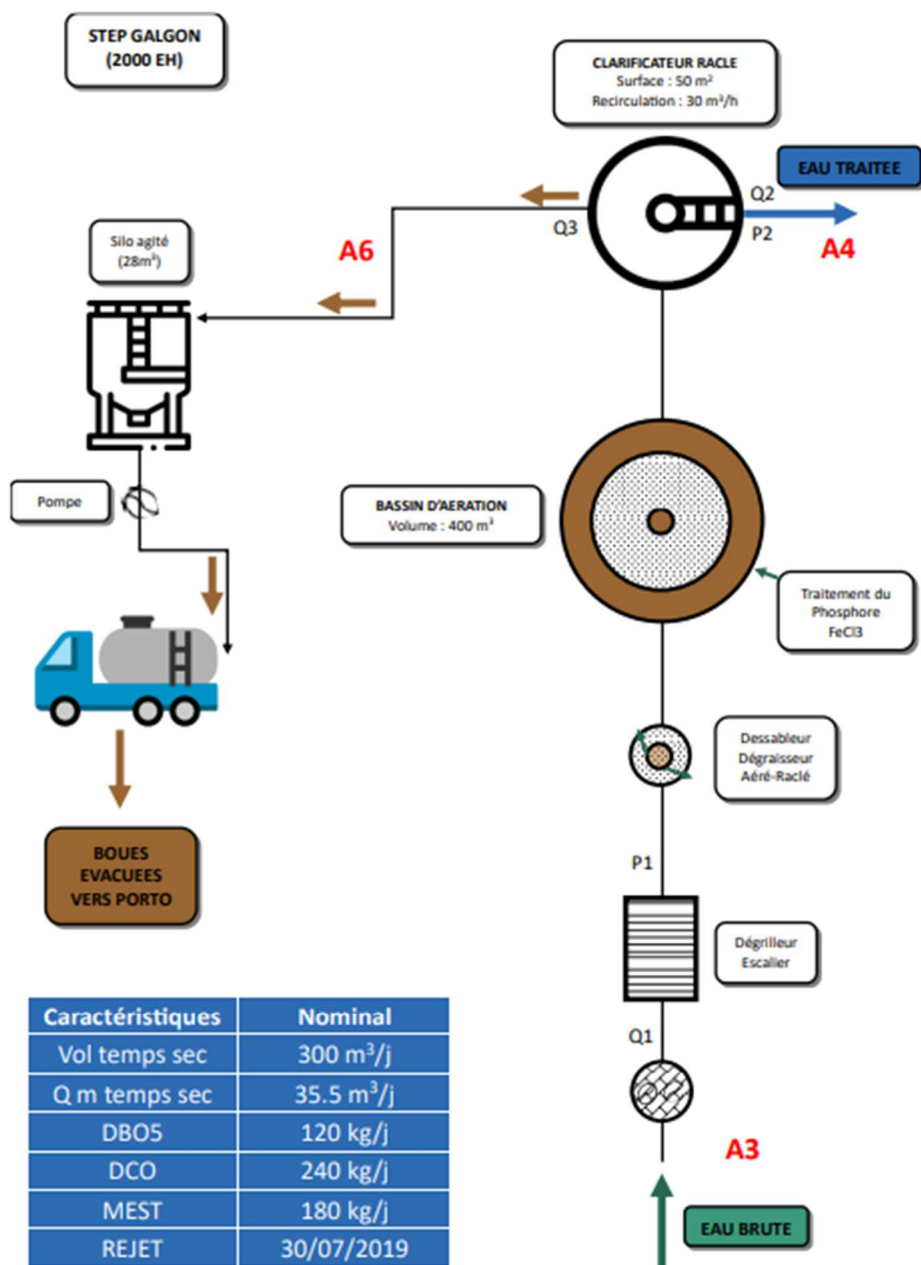 STEP GALGON
(2000 EH)
CLARIFICATEUR RACLE
Surface : 50 m²
Recirculation : 30 m³/h
EAU TRAITEE
Q2
Q3
P2
A4
A6
Silo agité
(28m³)
Pompe
BASSIN D'AERATION
Volume : 400 m³
Traitement du
Phosphore
FeCl3
Dessableur
Dégraisseur
Aéré-Raclé
BOUES
EVACUEES
VERS PORTO
P1
Dégrilleur
Escalier
Q1
A3
EAU BRUTE
Caractéristiques Nominal
Vol temps sec 300 m³/j
Q m temps sec 35.5 m³/j
DBO5 120 kg/j
DCO 240 kg/j
MEST 180 kg/j
REJET 30/07/2019